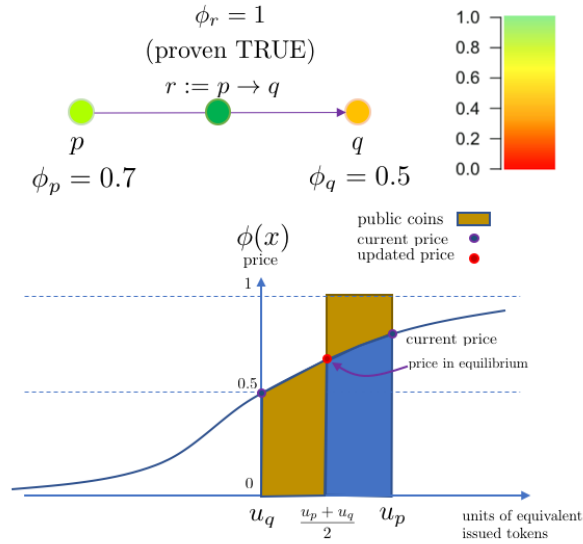 ϕ_r = 1
(proven TRUE)
r := p → q
p
q
ϕ_p = 0.7
ϕ_q = 0.5
1.0
0.8
0.6
0.4
0.2
0.0
public coins
current price
updated price
ϕ(x)
price
1
current price
price in equilibrium
0.5
0
u_q
(u_p + u_q)/2
u_p
units of equivalent
issued tokens